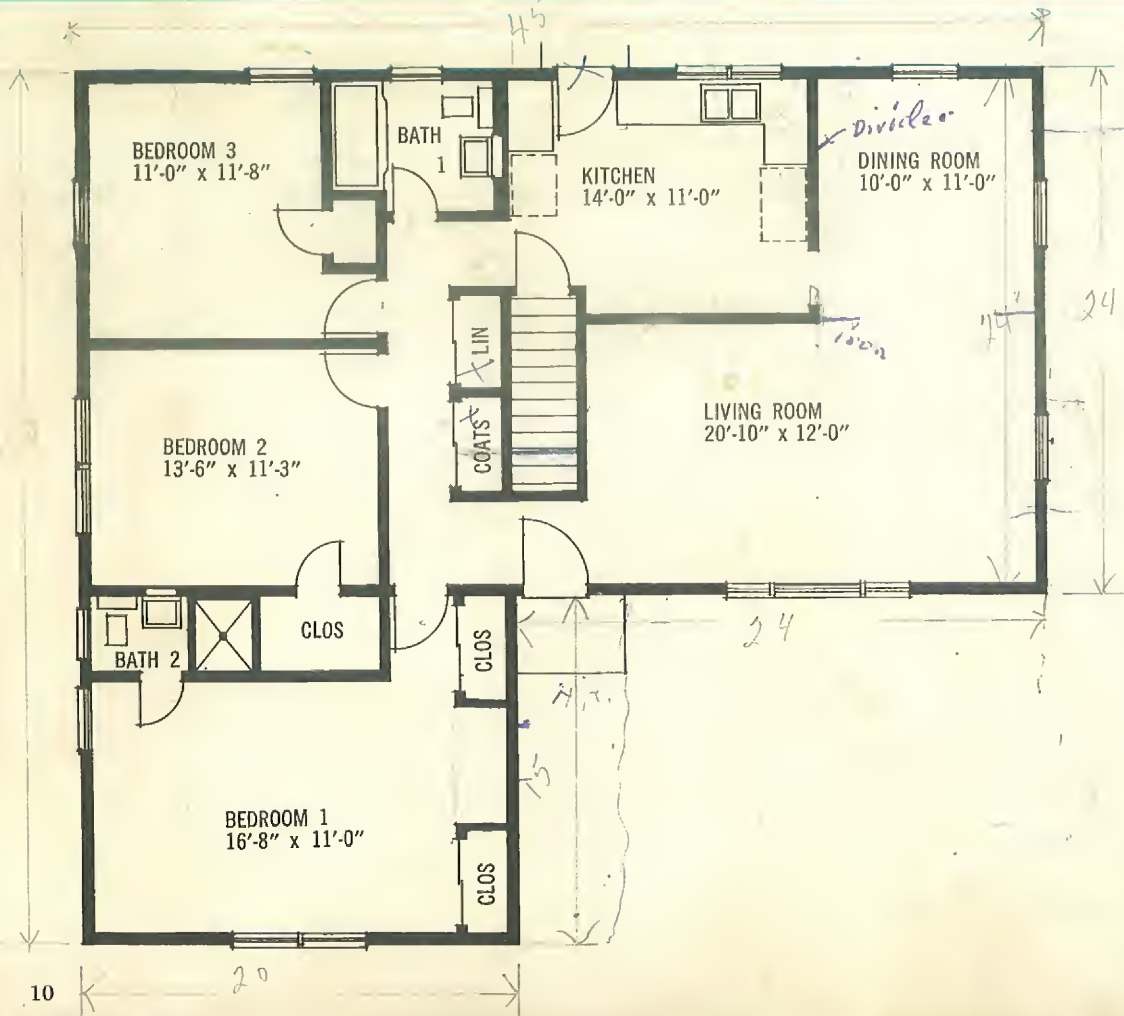 45
BEDROOM 3
11'-0" x 11'-8"
BATH
1
KITCHEN
14'-0" x 11'-0"
Divider
DINING ROOM
10'-0" x 11'-0"
24
LIN
COATS
BEDROOM 2
13'-6" x 11'-3"
LIVING ROOM
20'-10" x 12'-0"
BATH 2
CLOS
CLOS
24
15
BEDROOM 1
16'-8" x 11'-0"
CLOS
20
10